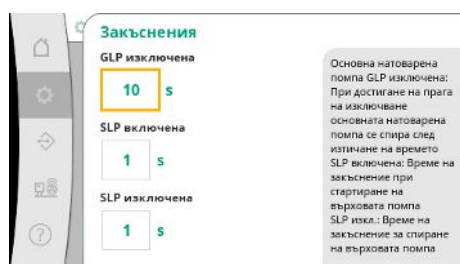 Закъснения
GLP изключена
10 s
SLP включена
1 s
SLP изключена
1 s
Основна натоварена
помпа GLP изключена:
При достигане на прага
на изключване
основната натоварена
помпа се спира след
изтичане на времето
SLP включена: Време на
закъснение при
стартиране на
върховата помпа
SLP изкл.: Време на
закъснение за спиране
на върховата помпа